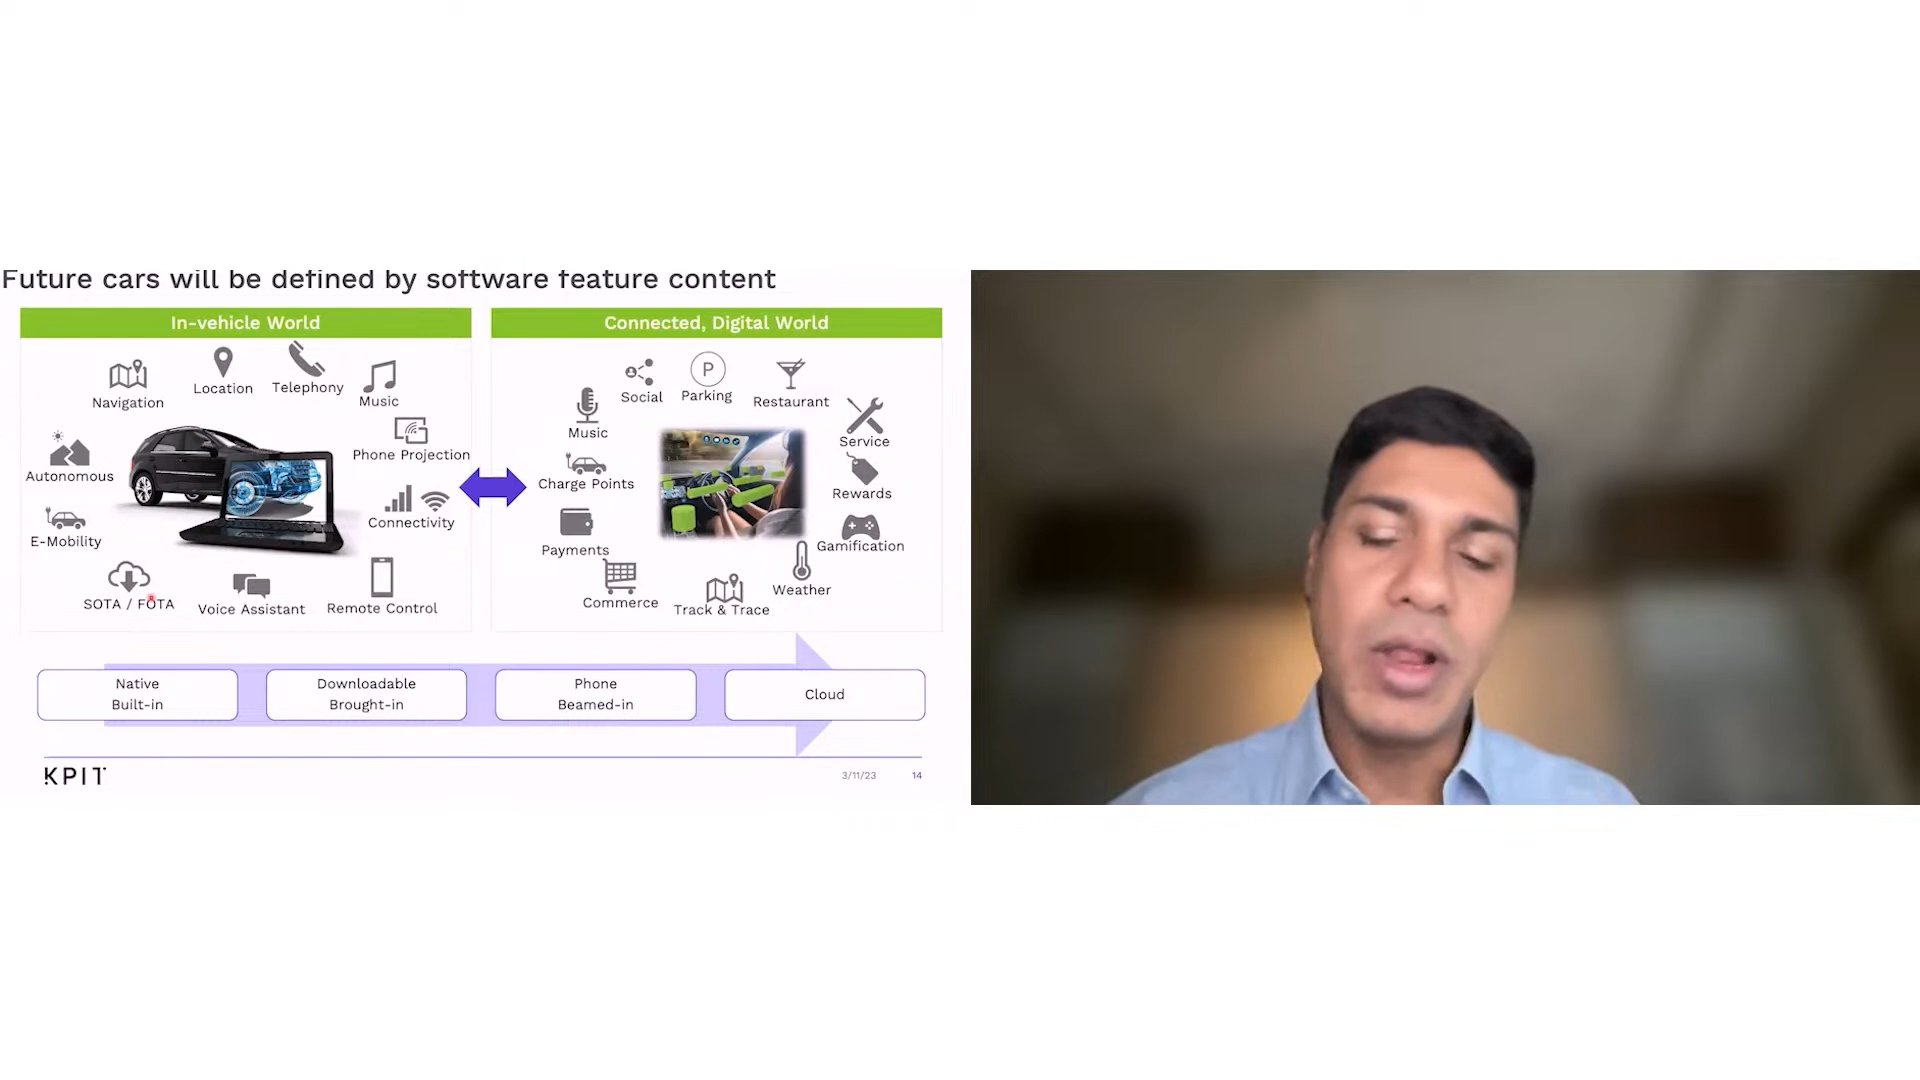 Future cars will be defined by software feature content
In-vehicle World
Navigation
Location
Telephony
Music
Autonomous
Phone Projection
E-Mobility
Connectivity
SOTA / FOTA
Voice Assistant
Remote Control
Connected, Digital World
Social
P
Parking
Restaurant
Music
Service
Charge Points
Rewards
Payments
Gamification
Commerce
Track & Trace
Weather
Native
Built-in
Downloadable
Brought-in
Phone
Beamed-in
Cloud
KPIT
3/11/23
14